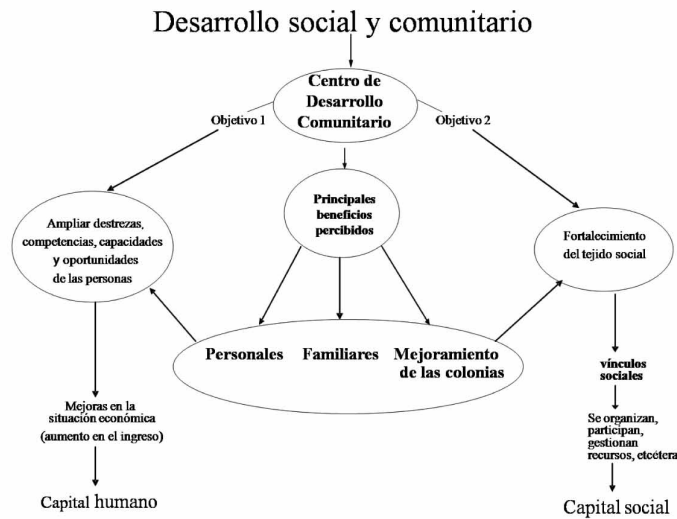 Desarrollo social y comunitario
Centro de
Desarrollo
Comunitario
Objetivo 1
Objetivo 2
Ampliar destrezas,
competencias, capacidades
y oportunidades
de las personas
Principales
beneficios
percibidos
Fortalecimiento
del tejido social
Personales
Familiares
Mejoramiento
de las colonias
Mejoras en la
situación económica
(aumento en el ingreso)
Capital humano
vínculos
sociales
Se organizan,
participan,
gestionan
recursos, etcétera
Capital social